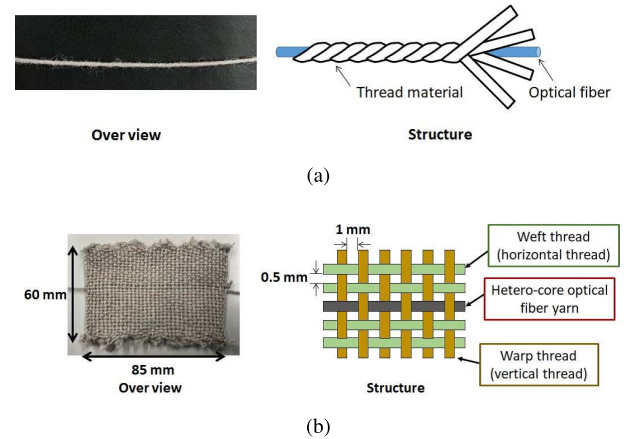 Thread material
Optical fiber
Over view
Structure
(a)
1 mm
0.5 mm
60 mm
85 mm
Over view
Structure
Weft thread
(horizontal thread)
Hetero-core optical
fiber yarn
Warp thread
(vertical thread)
(b)